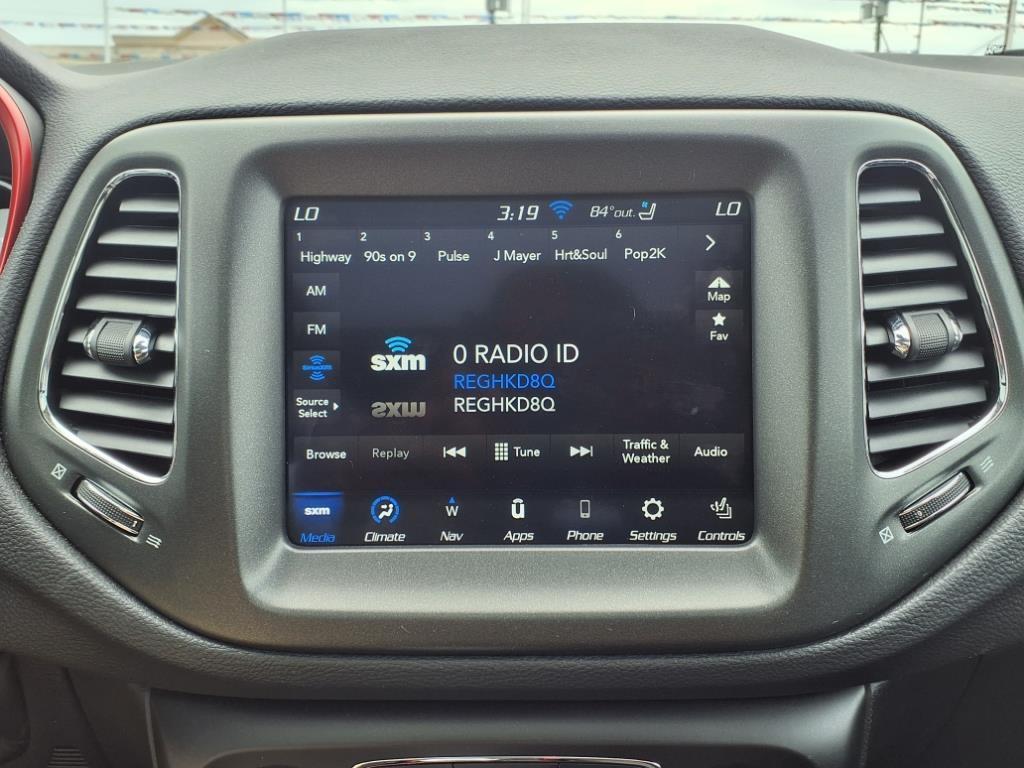 LO 3:19 84° out. LO
1 2 3 4 5 6
Highway 90s on 9 Pulse J Mayer Hrt&Soul Pop2K
AM
Map
FM
Fav
SiriusXM
sxm
0 RADIO ID
REGHKD8Q
REGHKD8Q
Source
Select
Browse Replay Tune Traffic &
Weather Audio
sxm W
Media Climate Nav Apps Phone Settings Controls